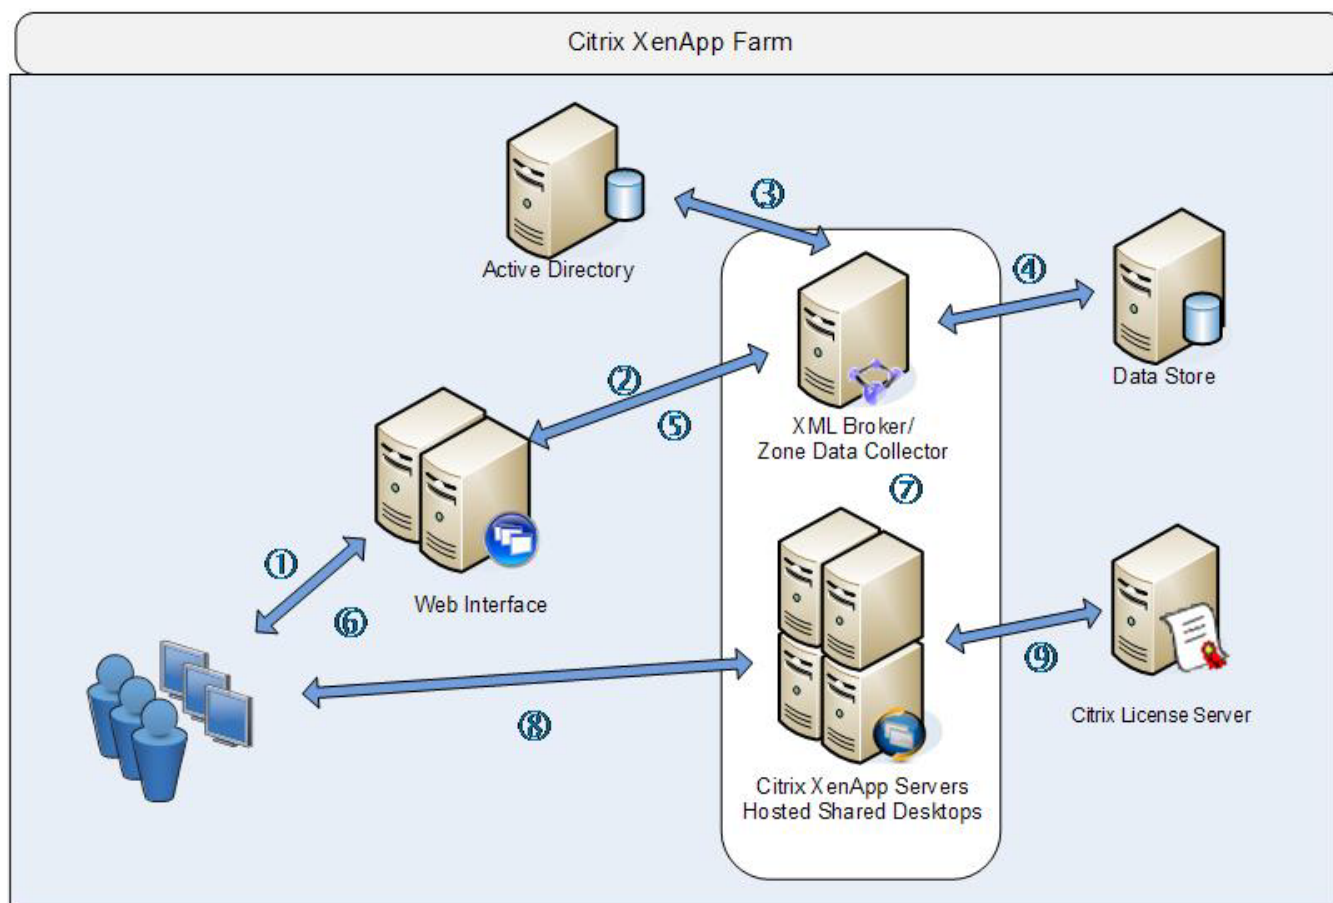 Citrix XenApp Farm
③
Active Directory
④
Data Store
②
⑤
XML Broker/
Zone Data Collector
⑦
①
Web Interface
⑥
⑨
⑧
Citrix License Server
Citrix XenApp Servers
Hosted Shared Desktops